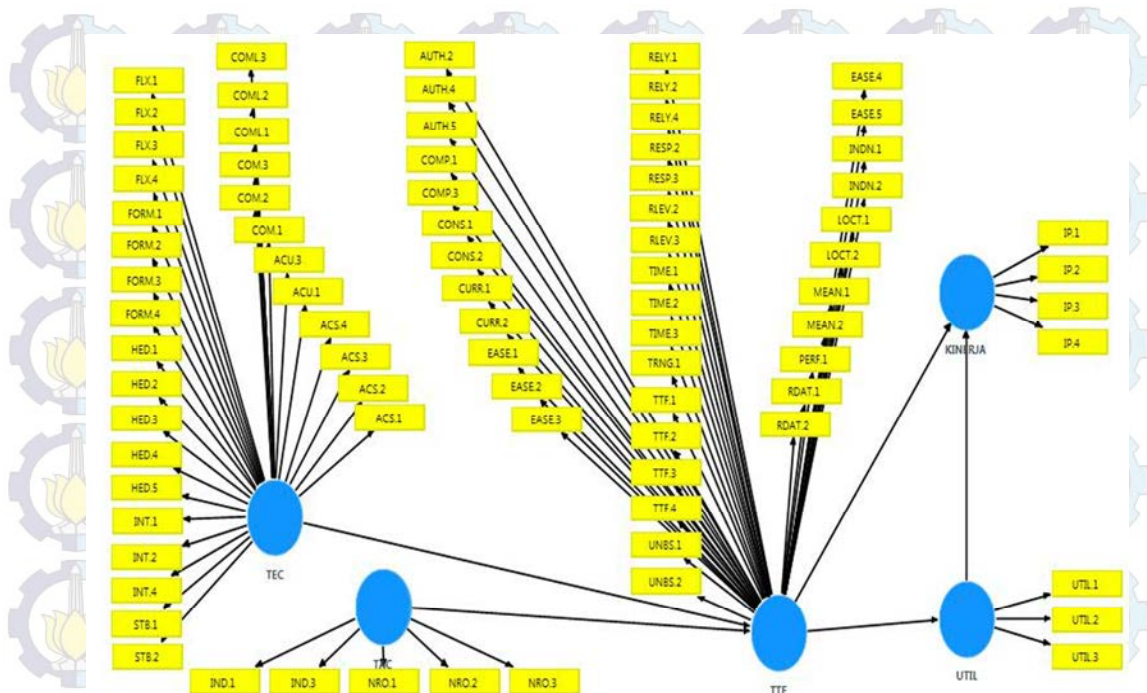 FLX.1
FLX.2
FLX.3
FLX.4
FORM.1
FORM.2
FORM.3
FORM.4
HED.1
HED.2
HED.3
HED.4
HED.5
INT.1
INT.2
INT.4
STB.1
STB.2
COML.3
COML.2
COML.1
COM.3
COM.2
COM.1
ACU.3
ACU.1
ACS.4
ACS.3
ACS.2
ACS.1
TEC
IND.1
IND.3
NRO.1
NRO.2
NRO.3
AUTH.2
AUTH.4
AUTH.5
COMP.1
COMP.3
CONS.1
CONS.2
CURR.1
CURR.2
EASE.1
EASE.2
EASE.3
RELY.1
RELY.2
RELY.4
RESP.2
RESP.3
RLEV.2
RLEV.3
TIME.1
TIME.2
TIME.3
TRNG.1
TTF.1
TTF.2
TTF.3
TTF.4
UNBS.1
UNBS.2
EASE.4
EASE.5
INDN.1
INDN.2
LOCT.1
LOCT.2
MEAN.1
MEAN.2
PERF.1
RDAT.1
RDAT.2
TTF
KINERJA
IP.1
IP.2
IP.3
IP.4
UTIL
UTIL.1
UTIL.2
UTIL.3